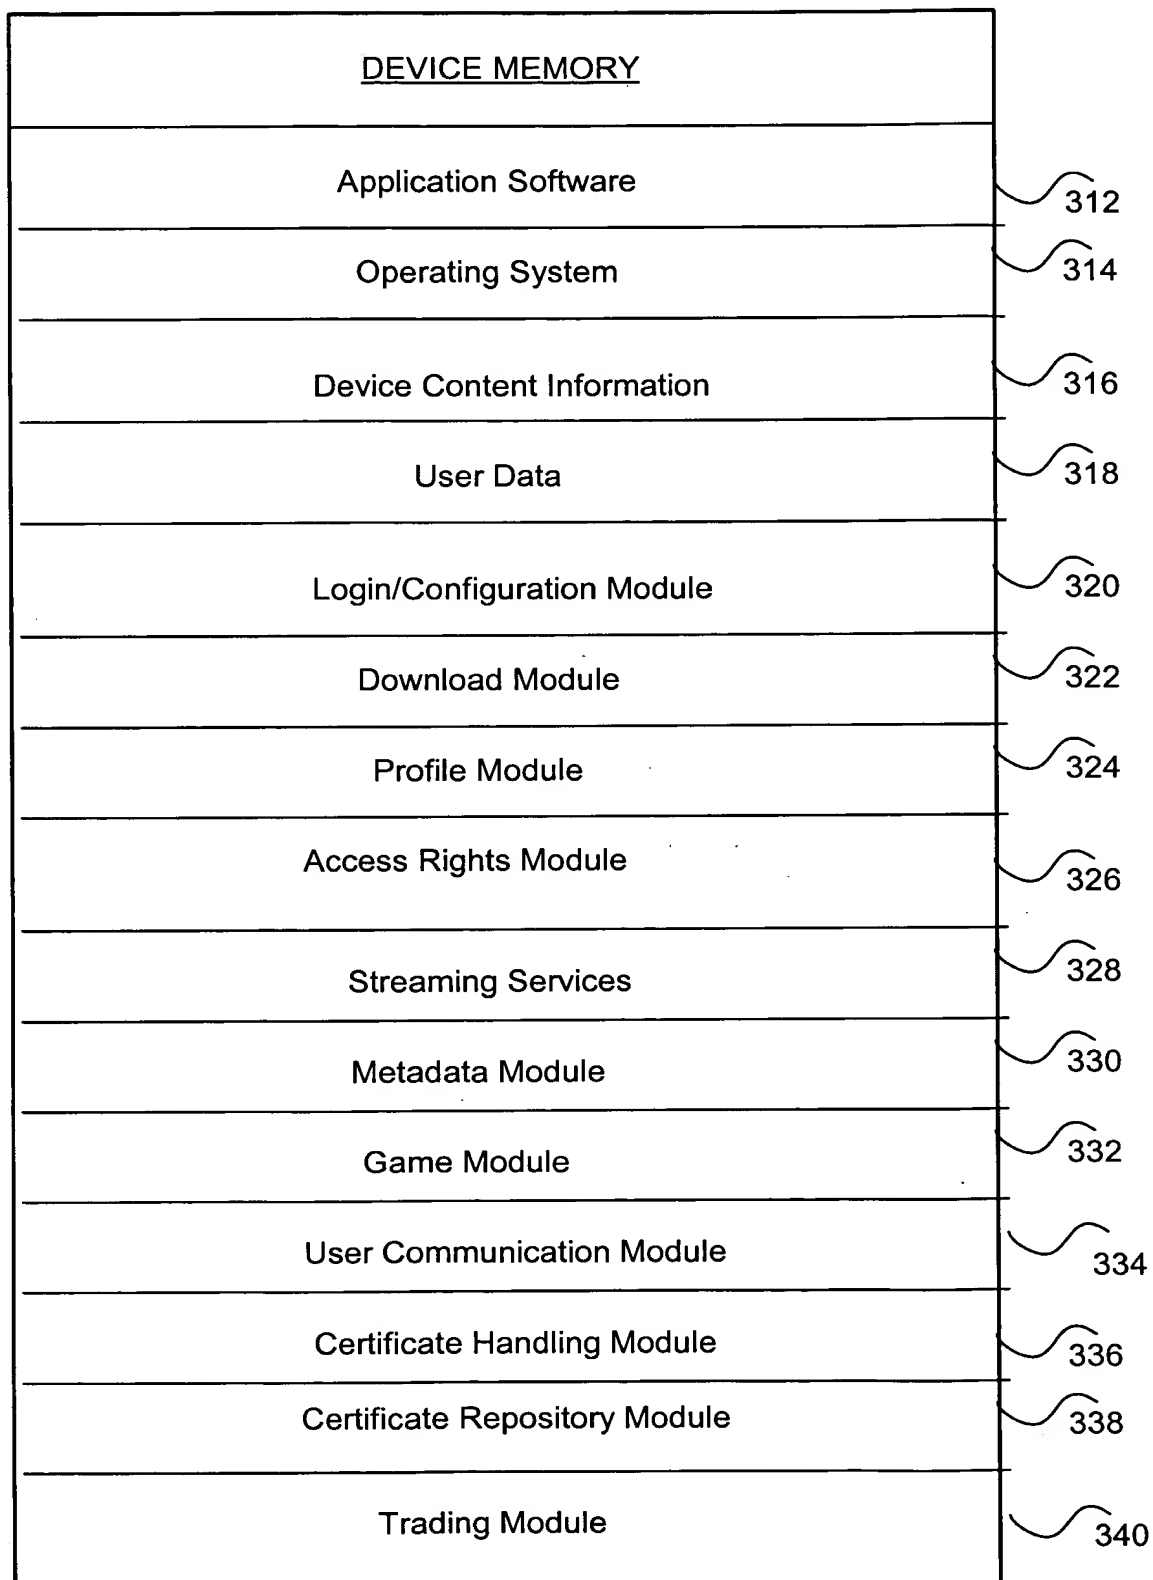 DEVICE MEMORY
Application Software 312
Operating System 314
Device Content Information 316
User Data 318
Login/Configuration Module 320
Download Module 322
Profile Module 324
Access Rights Module 326
Streaming Services 328
Metadata Module 330
Game Module 332
User Communication Module 334
Certificate Handling Module 336
Certificate Repository Module 338
Trading Module 340